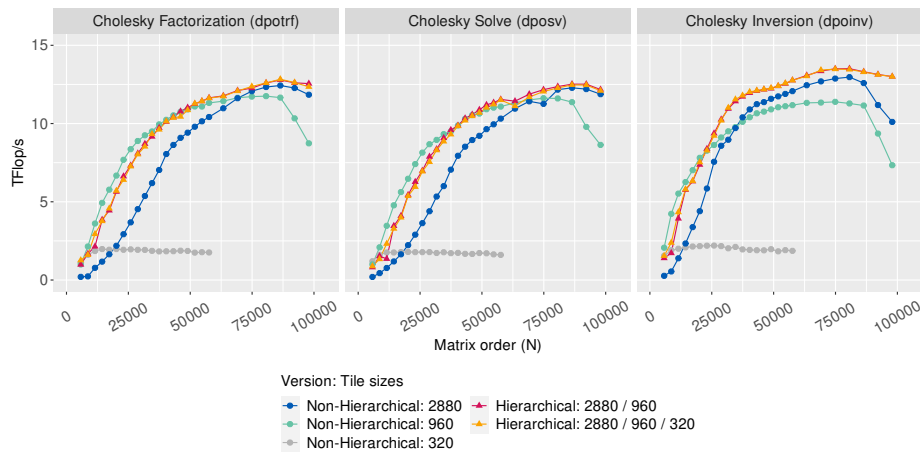 Cholesky Factorization (dpotrf) Cholesky Solve (dposv) Cholesky Inversion (dpoinv)
15
10
5
0
TFlop/s
0 25000 50000 75000 100000 0 25000 50000 75000 100000 0 25000 50000 75000 100000
Matrix order (N)
Version: Tile sizes
Non-Hierarchical: 2880 Hierarchical: 2880 / 960
Non-Hierarchical: 960 Hierarchical: 2880 / 960 / 320
Non-Hierarchical: 320